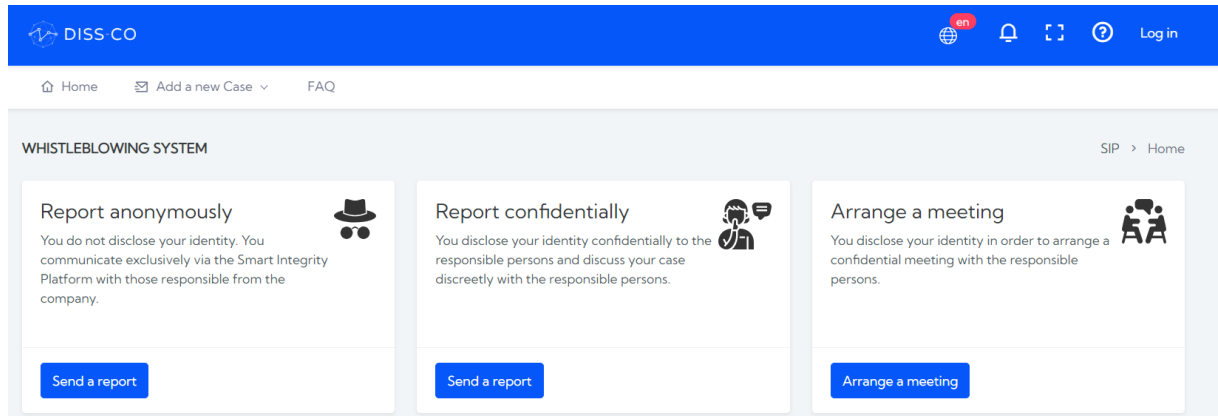 DISS-CO
en
Log in
Home
Add a new Case
FAQ
WHISTLEBLOWING SYSTEM
SIP > Home
Report anonymously
You do not disclose your identity. You
communicate exclusively via the Smart Integrity
Platform with those responsible from the
company.
Send a report
Report confidentially
You disclose your identity confidentially to the
responsible persons and discuss your case
discreetly with the responsible persons.
Send a report
Arrange a meeting
You disclose your identity in order to arrange a
confidential meeting with the responsible
persons.
Arrange a meeting